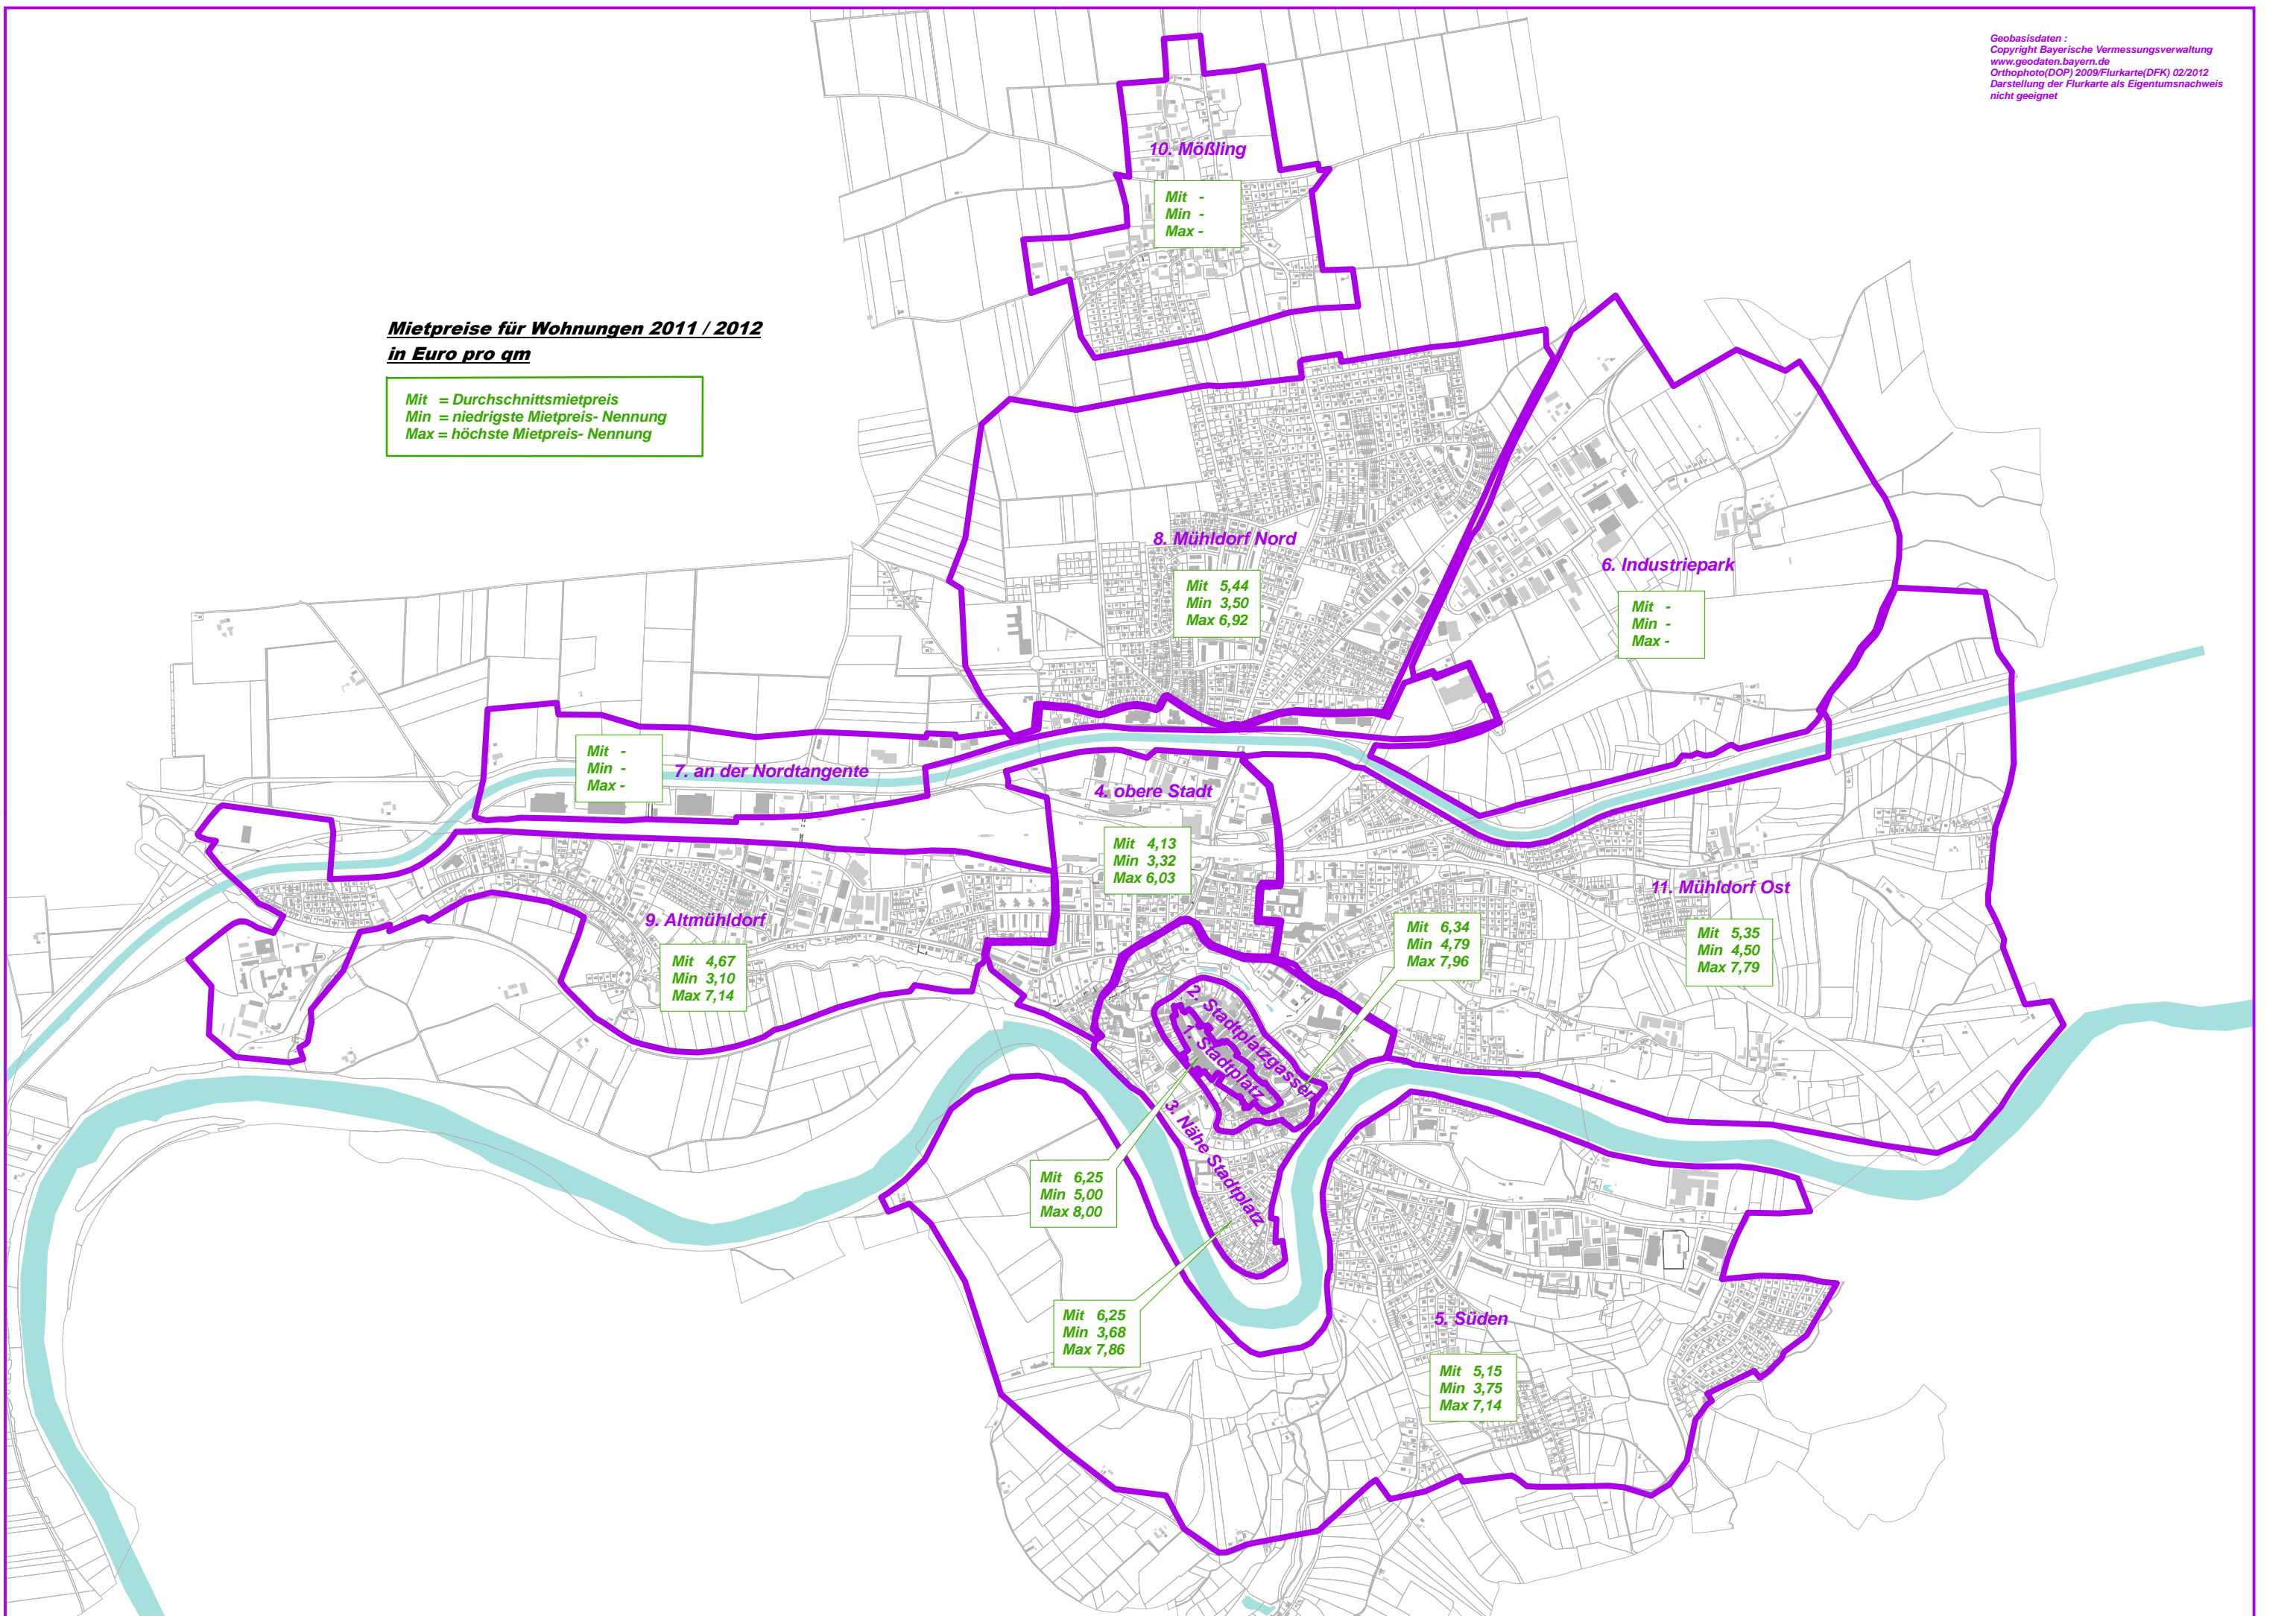 Geobasisdaten :
Copyright Bayerische Vermessungsverwaltung
www.geodaten.bayern.de
Orthophoto(DOP) 2009/Flurkarte(DFK) 02/2012
Darstellung der Flurkarte als Eigentumsnachweis
nicht geeignet
10. Mößling
Mit -
Min -
Max -
Mietpreise für Wohnungen 2011 / 2012
in Euro pro qm
Mit = Durchschnittsmietpreis
Min = niedrigste Mietpreis- Nennung
Max = höchste Mietpreis- Nennung
8. Mühldorf Nord
Mit 5,44
Min 3,50
Max 6,92
6. Industriepark
Mit -
Min -
Max -
7. an der Nordtangente
Mit -
Min -
Max -
4. obere Stadt
Mit 4,13
Min 3,32
Max 6,03
11. Mühldorf Ost
Mit 5,35
Min 4,50
Max 7,79
9. Altmühldorf
Mit 4,67
Min 3,10
Max 7,14
Mit 6,34
Min 4,79
Max 7,96
2. Stadtplatzgassen
1. Stadtplatz
3. Nähe Stadtplatz
Mit 6,25
Min 5,00
Max 8,00
Mit 6,25
Min 3,68
Max 7,86
5. Süden
Mit 5,15
Min 3,75
Max 7,14